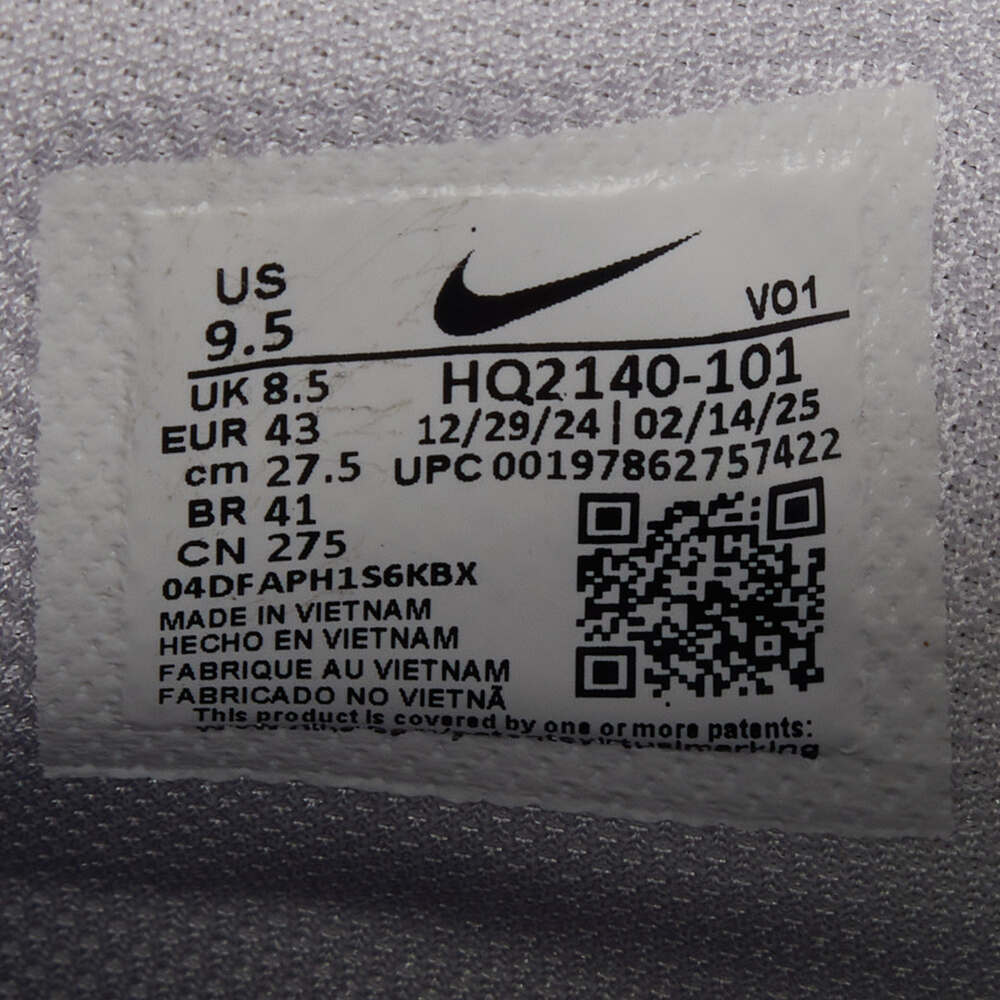 US
9.5
VO1
UK 8.5
HQ2140-101
EUR 43
12/29/24 | 02/14/25
cm 27.5
UPC 00197862757422
BR 41
CN 275
04DFAPH1S6KBX
MADE IN VIETNAM
HECHO EN VIETNAM
FABRIQUE AU VIETNAM
FABRICADO NO VIETNÃ
This product is covered by one or more patents: